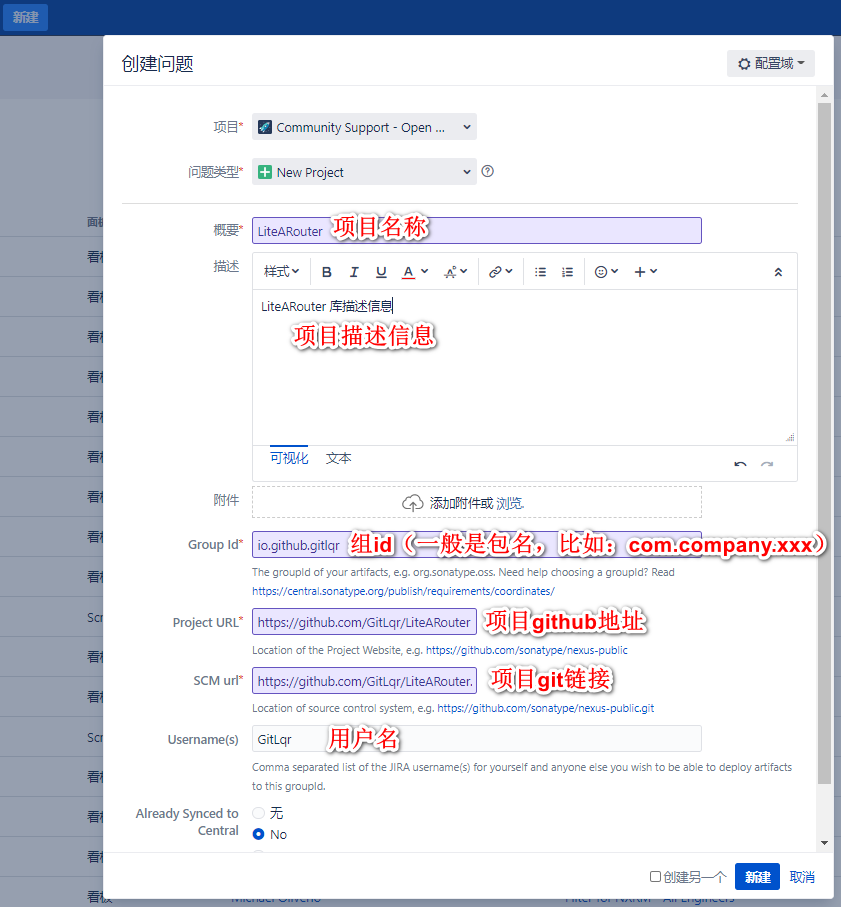 新建
创建问题
配置域
项目*
Community Support - Open ...
问题类型*
New Project
面板
概要*
LiteARouter
项目名称
描述
样式
B I U A
LiteARouter 库描述信息
项目描述信息
可视化 文本
附件
添加附件或 浏览.
Group Id*
io.github.gitlqr
组id（一般是包名，比如：com.company.xxx）
The groupId of your artifacts, e.g. org.sonatype.oss. Need help choosing a groupId? Read
https://central.sonatype.org/publish/requirements/coordinates/
Project URL*
https://github.com/GitLqr/LiteARouter
项目github地址
Location of the Project Website, e.g. https://github.com/sonatype/nexus-public
SCM url*
https://github.com/GitLqr/LiteARouter.
项目git链接
Location of source control system, e.g. https://github.com/sonatype/nexus-public.git
Username(s)
GitLqr
用户名
Comma separated list of the JIRA username(s) for yourself and anyone else you wish to be able to deploy artifacts
to this groupId.
Already Synced to
Central
无
No
创建另一个
新建
取消
看板